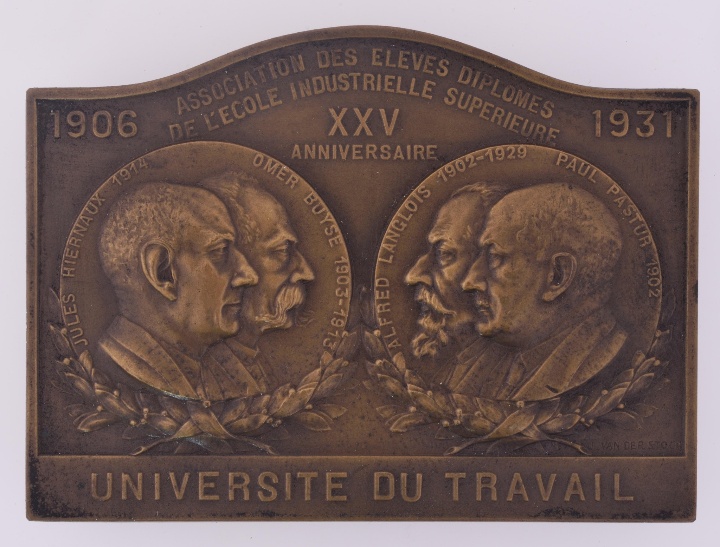 ASSOCIATION DES ELEVES DIPLOMES
DE L'ECOLE INDUSTRIELLE SUPERIEURE
1906 XXV 1931
ANNIVERSAIRE
JULES HIERNAUX 1914
OMER BUYSE 1903-1913
ALFRED LANGLOIS 1902-1929
PAUL PASTUR 1902
UNIVERSITE DU TRAVAIL